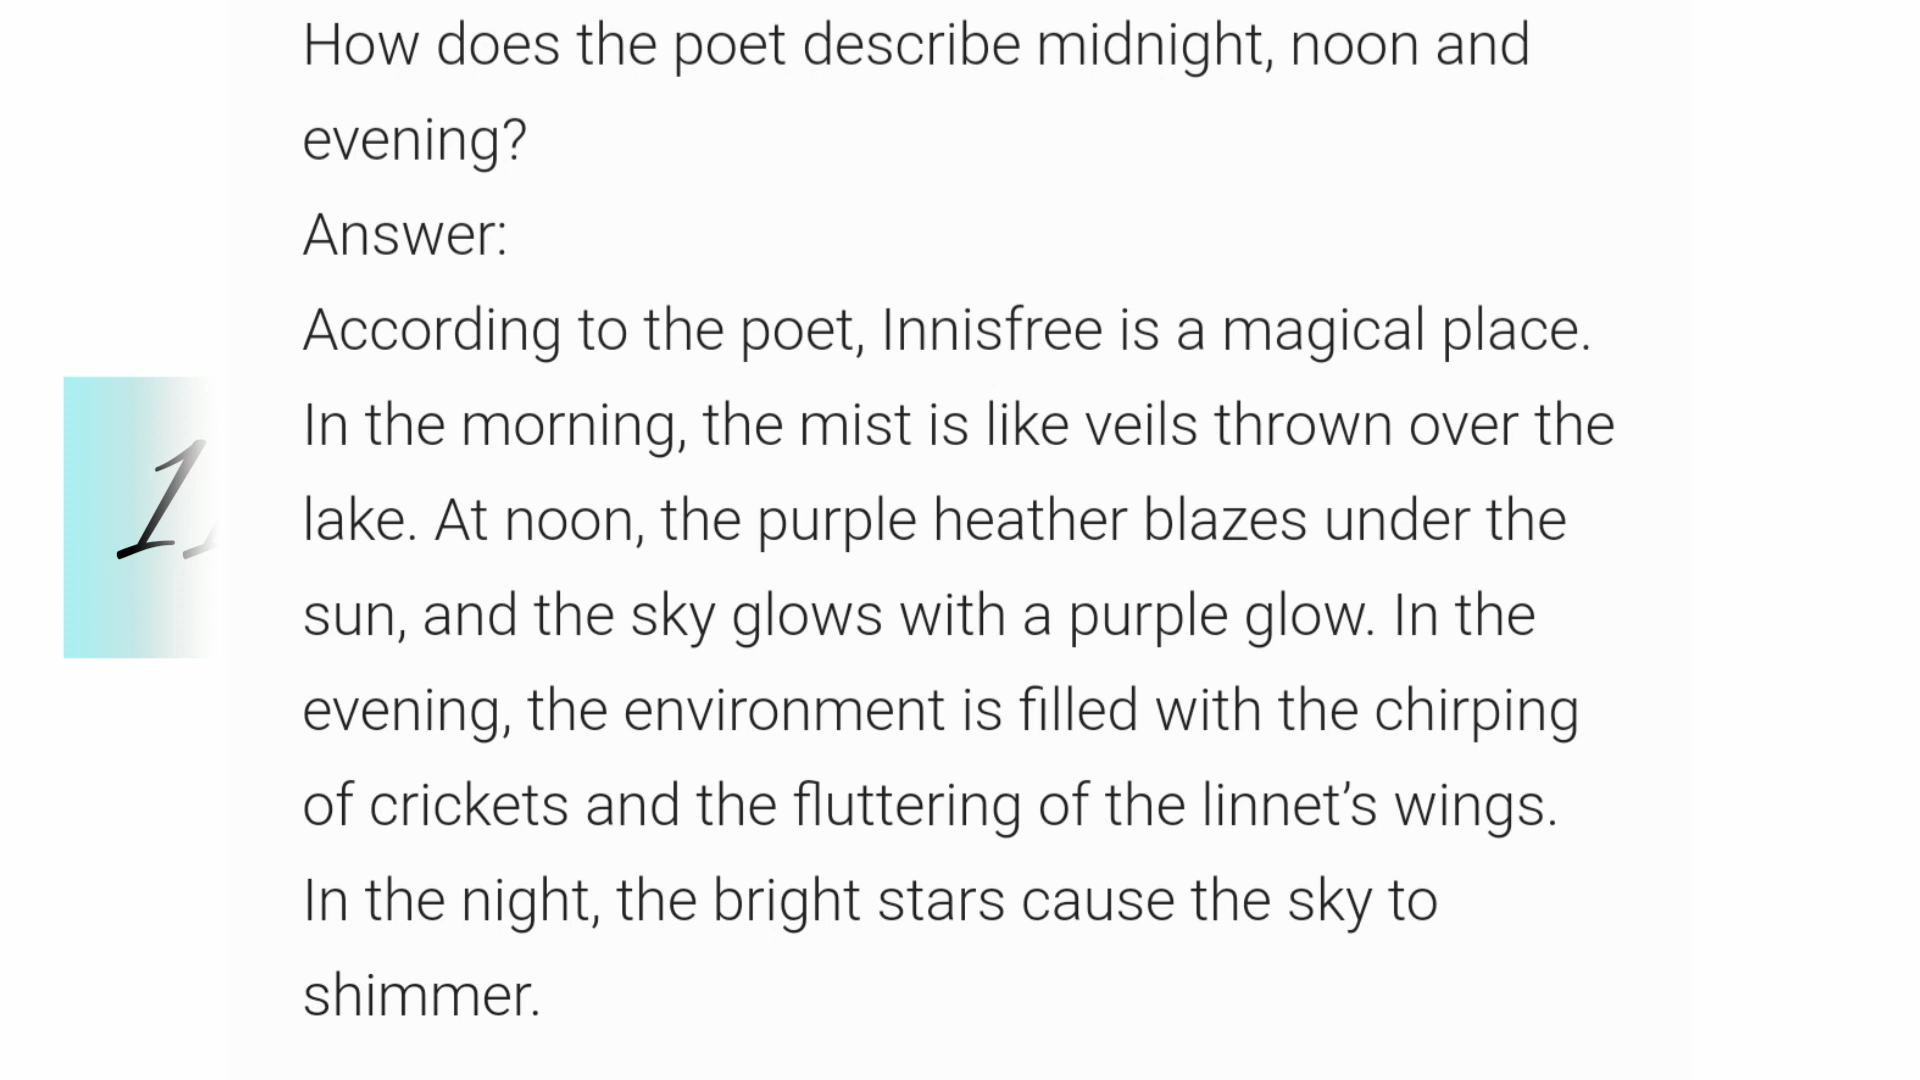 How does the poet describe midnight, noon and
evening?
Answer:
According to the poet, Innisfree is a magical place.
In the morning, the mist is like veils thrown over the
lake. At noon, the purple heather blazes under the
sun, and the sky glows with a purple glow. In the
evening, the environment is filled with the chirping
of crickets and the fluttering of the linnet’s wings.
In the night, the bright stars cause the sky to
shimmer.